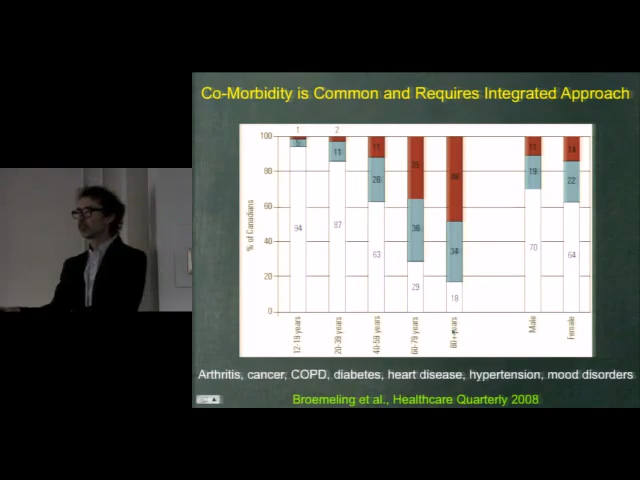 Co-Morbidity is Common and Requires Integrated Approach
% of Canadians
100
80
60
40
20
0
1
5
94
2
11
87
11
26
63
35
36
29
34
18
11
19
70
14
22
64
12-19 years
20-39 years
40-59 years
60-79 years
80+ years
Male
Female
Arthritis, cancer, COPD, diabetes, heart disease, hypertension, mood disorders
Broemeling et al., Healthcare Quarterly 2008